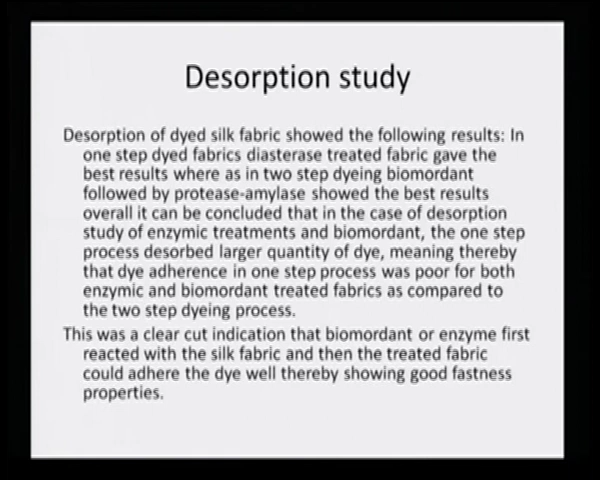 Desorption study
Desorption of dyed silk fabric showed the following results: In
one step dyed fabrics diasterase treated fabric gave the
best results where as in two step dyeing biomordant
followed by protease-amylase showed the best results
overall it can be concluded that in the case of desorption
study of enzymic treatments and biomordant, the one step
process desorbed larger quantity of dye, meaning thereby
that dye adherence in one step process was poor for both
enzymic and biomordant treated fabrics as compared to
the two step dyeing process.
This was a clear cut indication that biomordant or enzyme first
reacted with the silk fabric and then the treated fabric
could adhere the dye well thereby showing good fastness
properties.